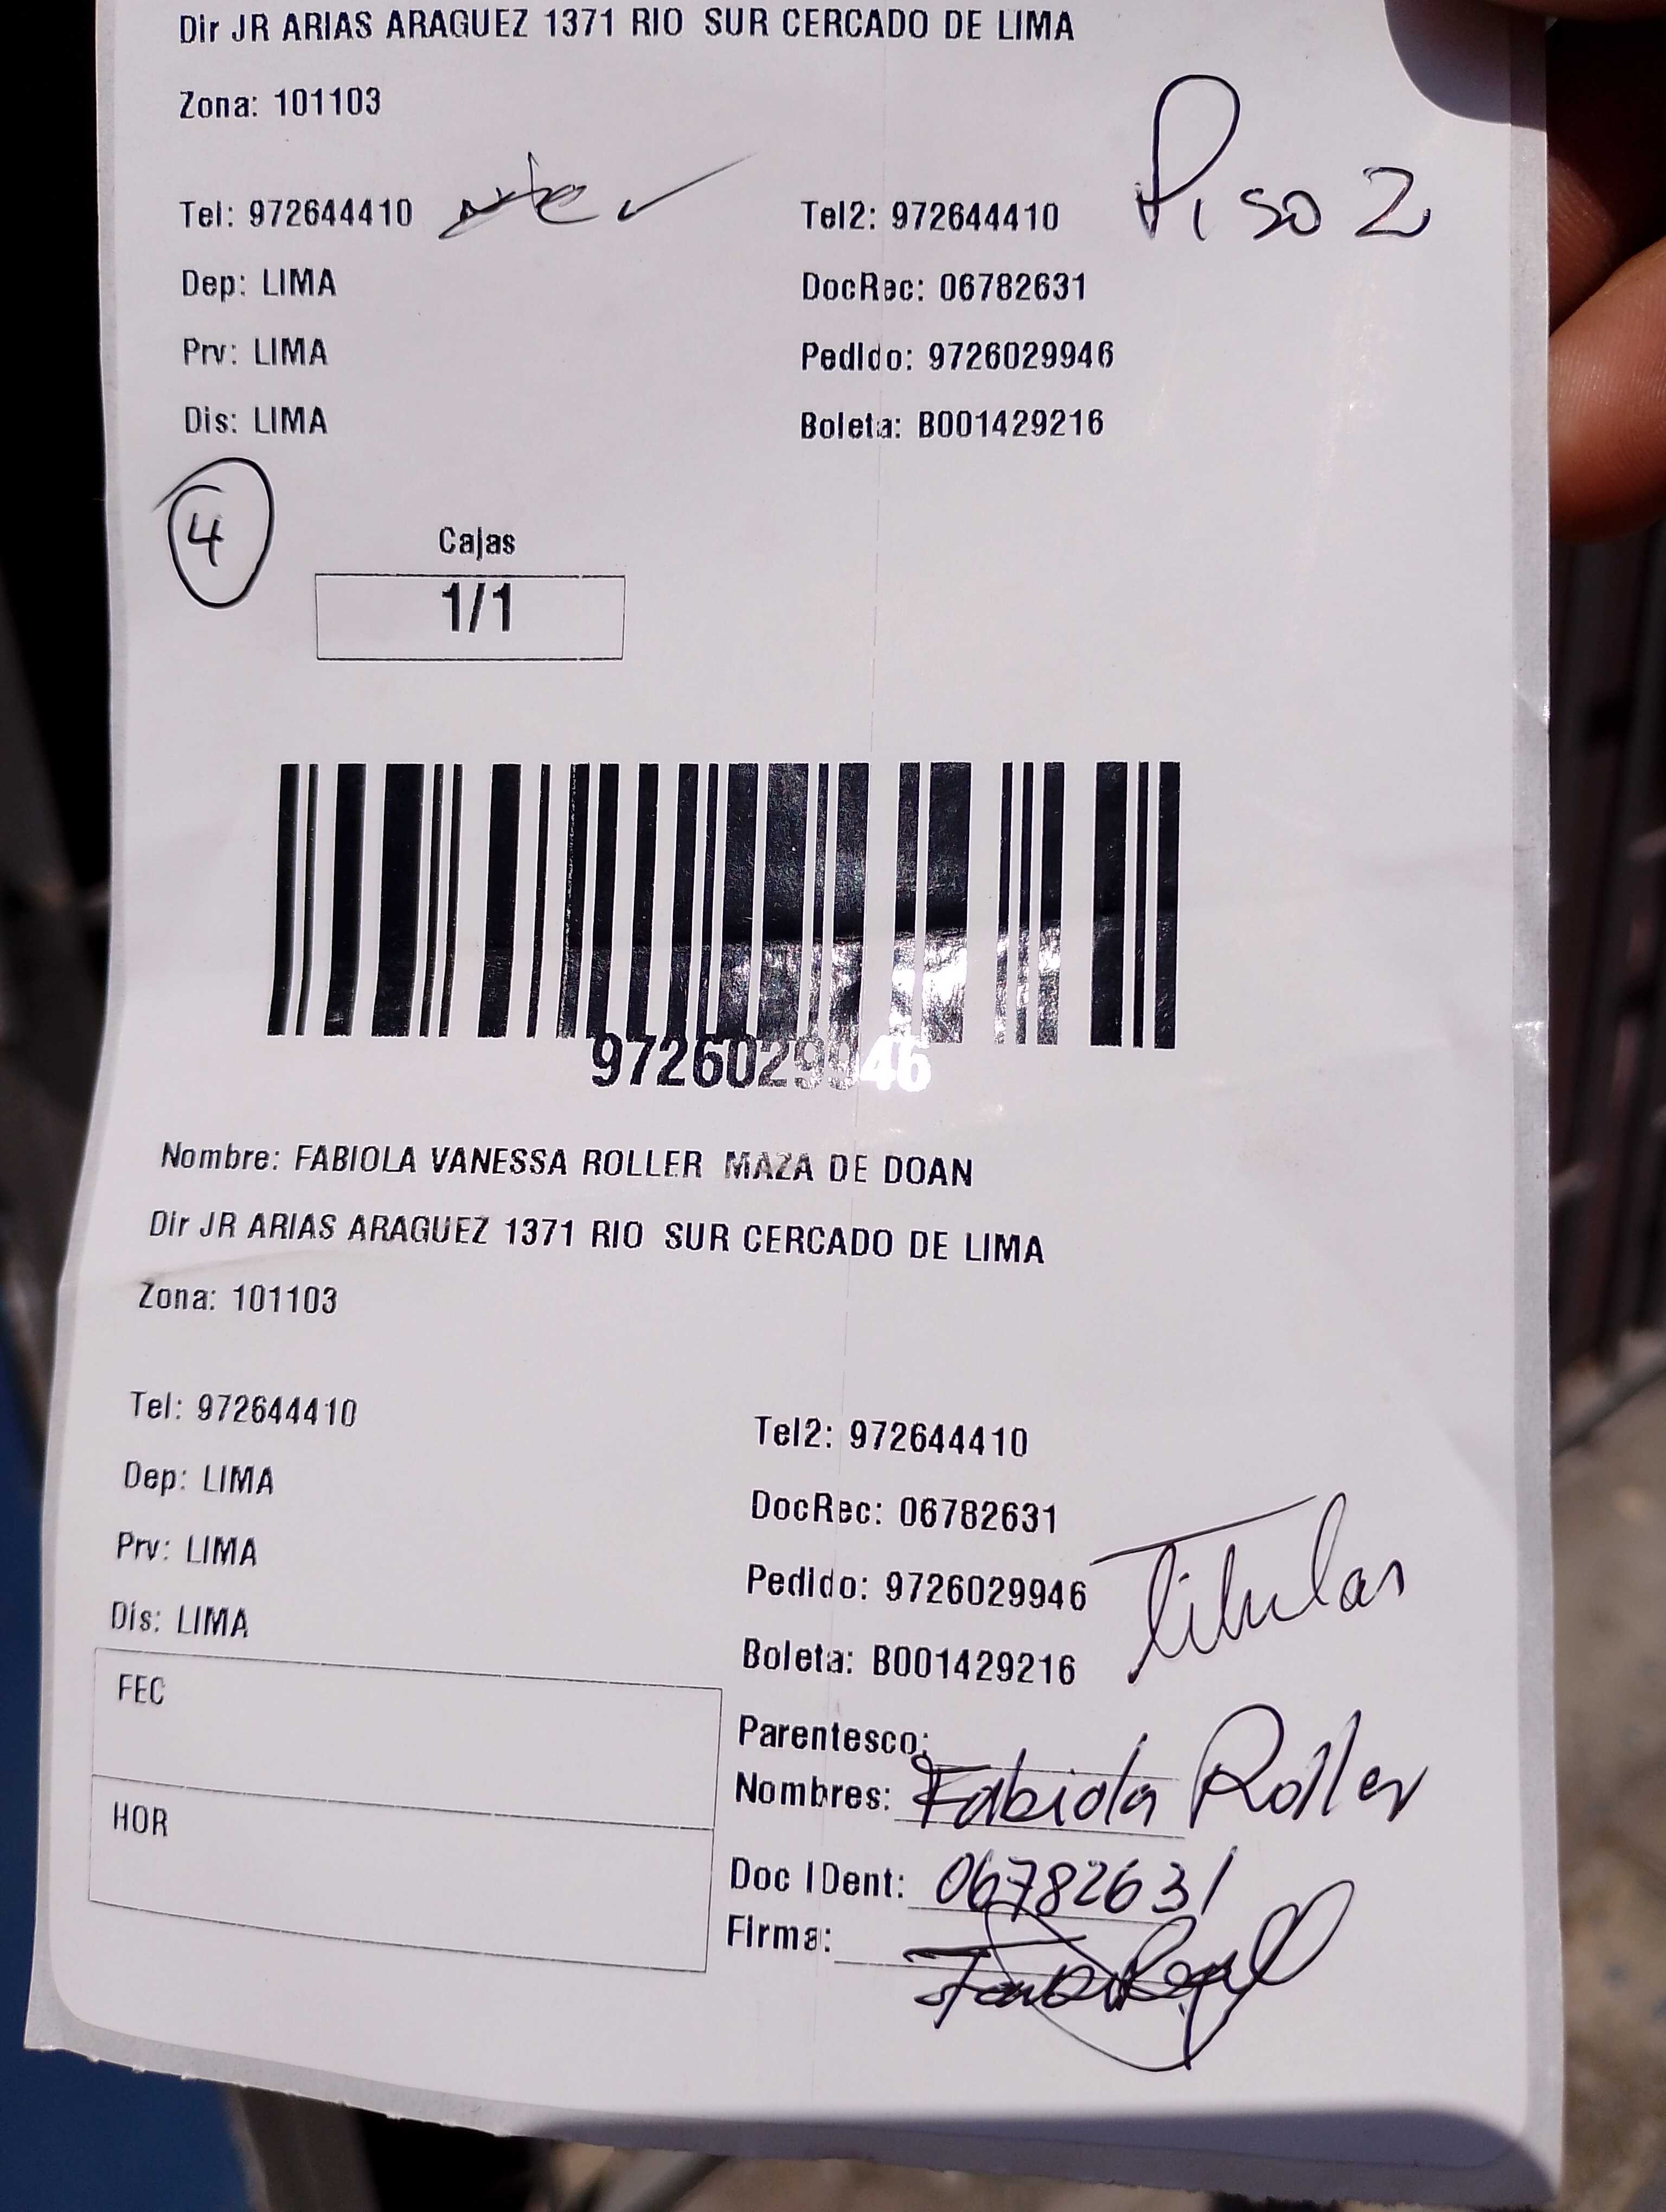 Dir JR ARIAS ARAGUEZ 1371 RIO SUR CERCADO DE LIMA
Zona: 101103
Tel: 972644410
Tel2: 972644410 Piso 2
Dep: LIMA
DocRec: 06782631
Prv: LIMA
Pedido: 9726029946
Dis: LIMA
Boleta: B001429216
4
Cajas
1/1
9726029946
Nombre: FABIOLA VANESSA ROLLER MAZA DE DOAN
Dir JR ARIAS ARAGUEZ 1371 RIO SUR CERCADO DE LIMA
Zona: 101103
Tel: 972644410
Tel2: 972644410
Dep: LIMA
DocRec: 06782631
Prv: LIMA
Pedido: 9726029946
Titular
Dis: LIMA
Boleta: B001429216
FEC
Parentesco:
Nombres: Fabiola Roller
HOR
Doc IDent: 06782631
Firma: